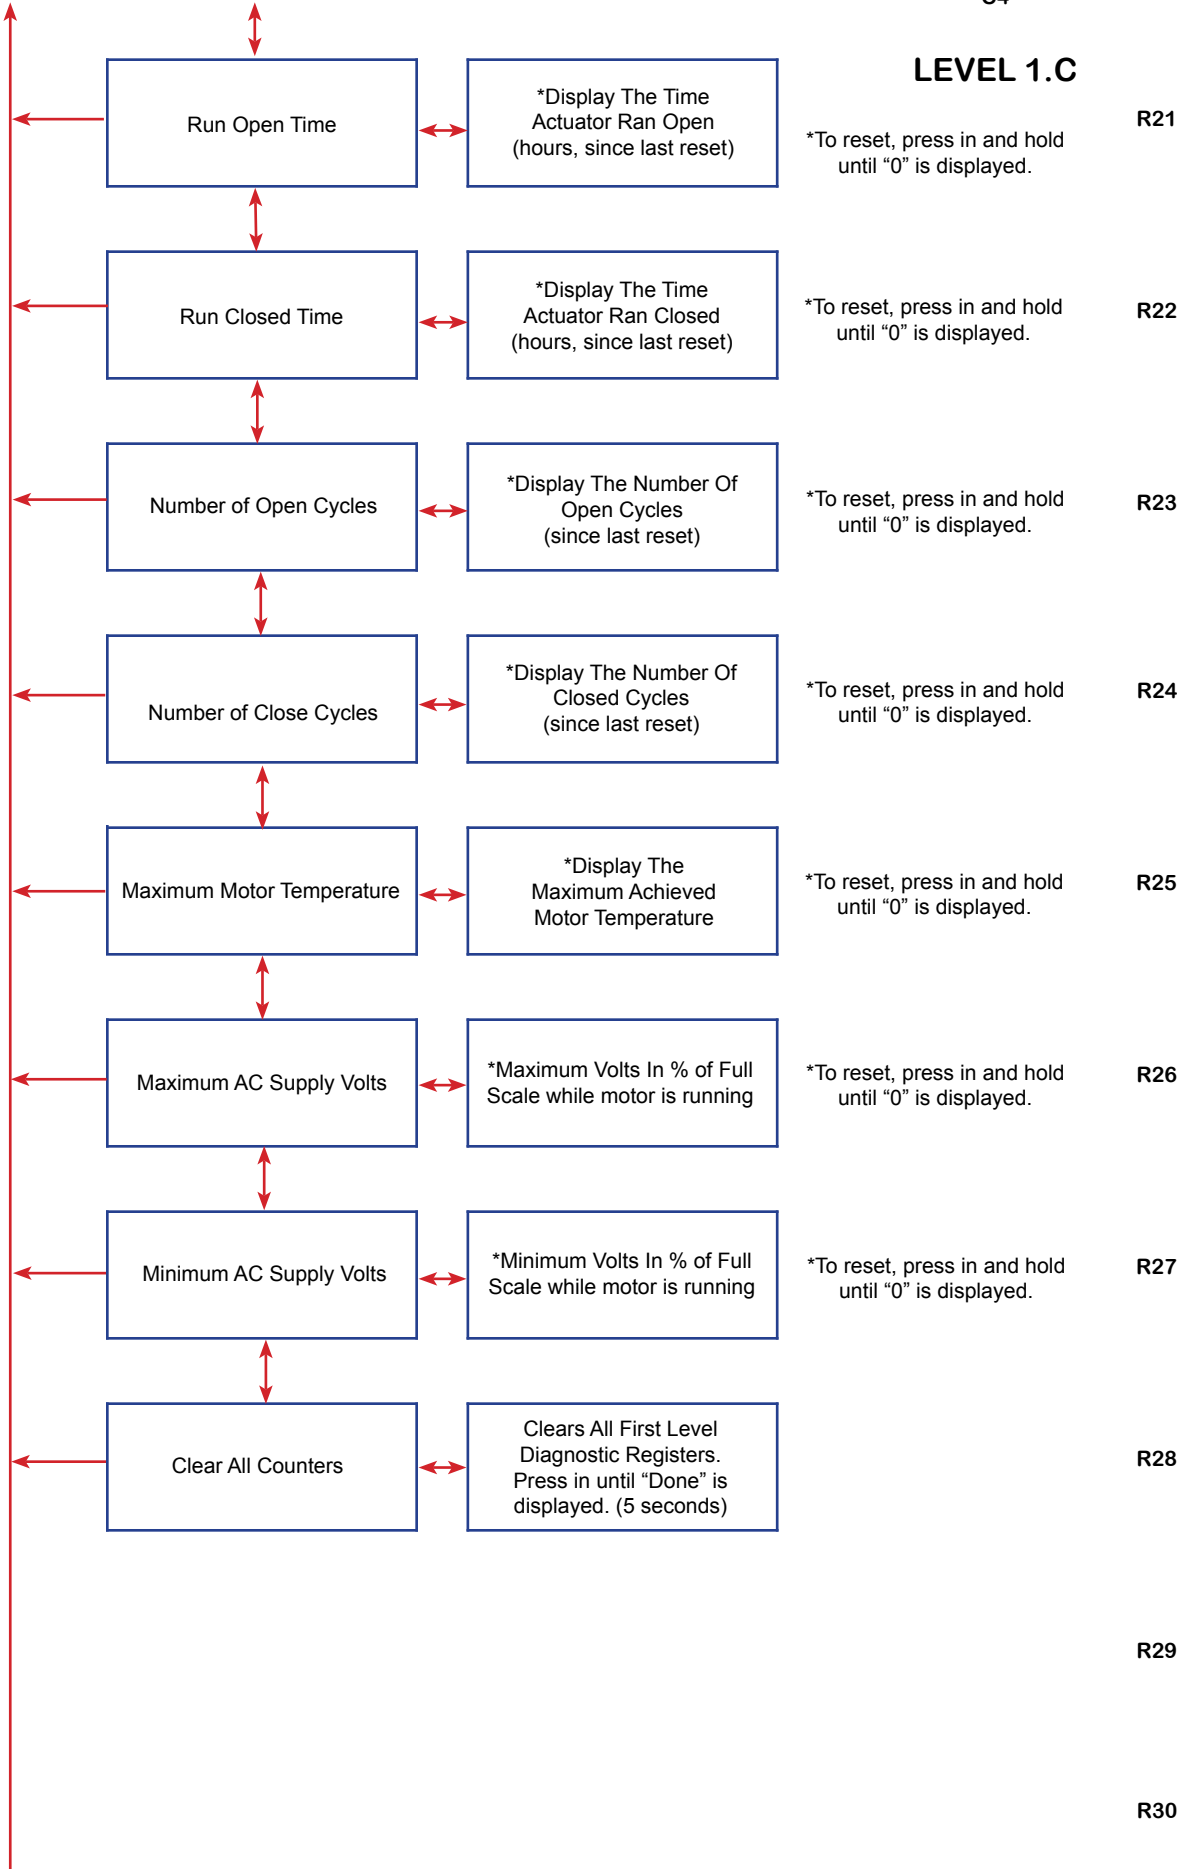 LEVEL 1.C
Run Open Time
*Display The Time
Actuator Ran Open
(hours, since last reset)
*To reset, press in and hold
until “0” is displayed.
R21
Run Closed Time
*Display The Time
Actuator Ran Closed
(hours, since last reset)
*To reset, press in and hold
until “0” is displayed.
R22
Number of Open Cycles
*Display The Number Of
Open Cycles
(since last reset)
*To reset, press in and hold
until “0” is displayed.
R23
Number of Close Cycles
*Display The Number Of
Closed Cycles
(since last reset)
*To reset, press in and hold
until “0” is displayed.
R24
Maximum Motor Temperature
*Display The
Maximum Achieved
Motor Temperature
*To reset, press in and hold
until “0” is displayed.
R25
Maximum AC Supply Volts
*Maximum Volts In % of Full
Scale while motor is running
*To reset, press in and hold
until “0” is displayed.
R26
Minimum AC Supply Volts
*Minimum Volts In % of Full
Scale while motor is running
*To reset, press in and hold
until “0” is displayed.
R27
Clear All Counters
Clears All First Level
Diagnostic Registers.
Press in until “Done” is
displayed. (5 seconds)
R28
R29
R30